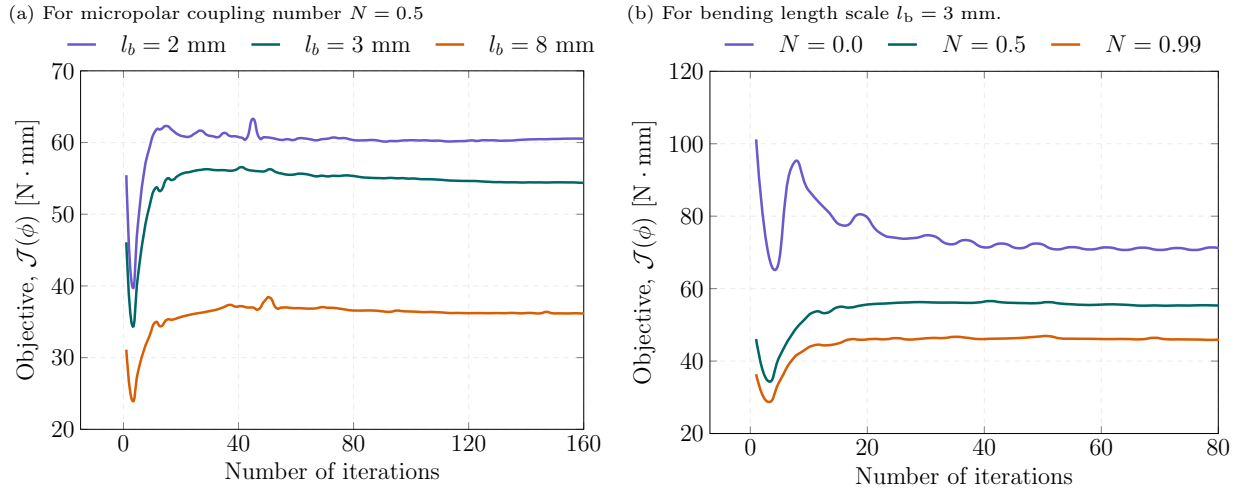 (a) For micropolar coupling number N = 0.5
l_b = 2 mm l_b = 3 mm l_b = 8 mm
70
60
50
40
30
20
0 40 80 120 160
Objective, 𝒥(ϕ) [N · mm]
Number of iterations
(b) For bending length scale l_b = 3 mm.
N = 0.0 N = 0.5 N = 0.99
120
100
80
60
40
20
0 20 40 60 80
Objective, 𝒥(ϕ) [N · mm]
Number of iterations